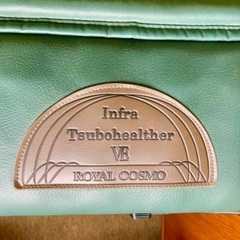 Infra
Tsubohealther
VE
ROYAL COSMO